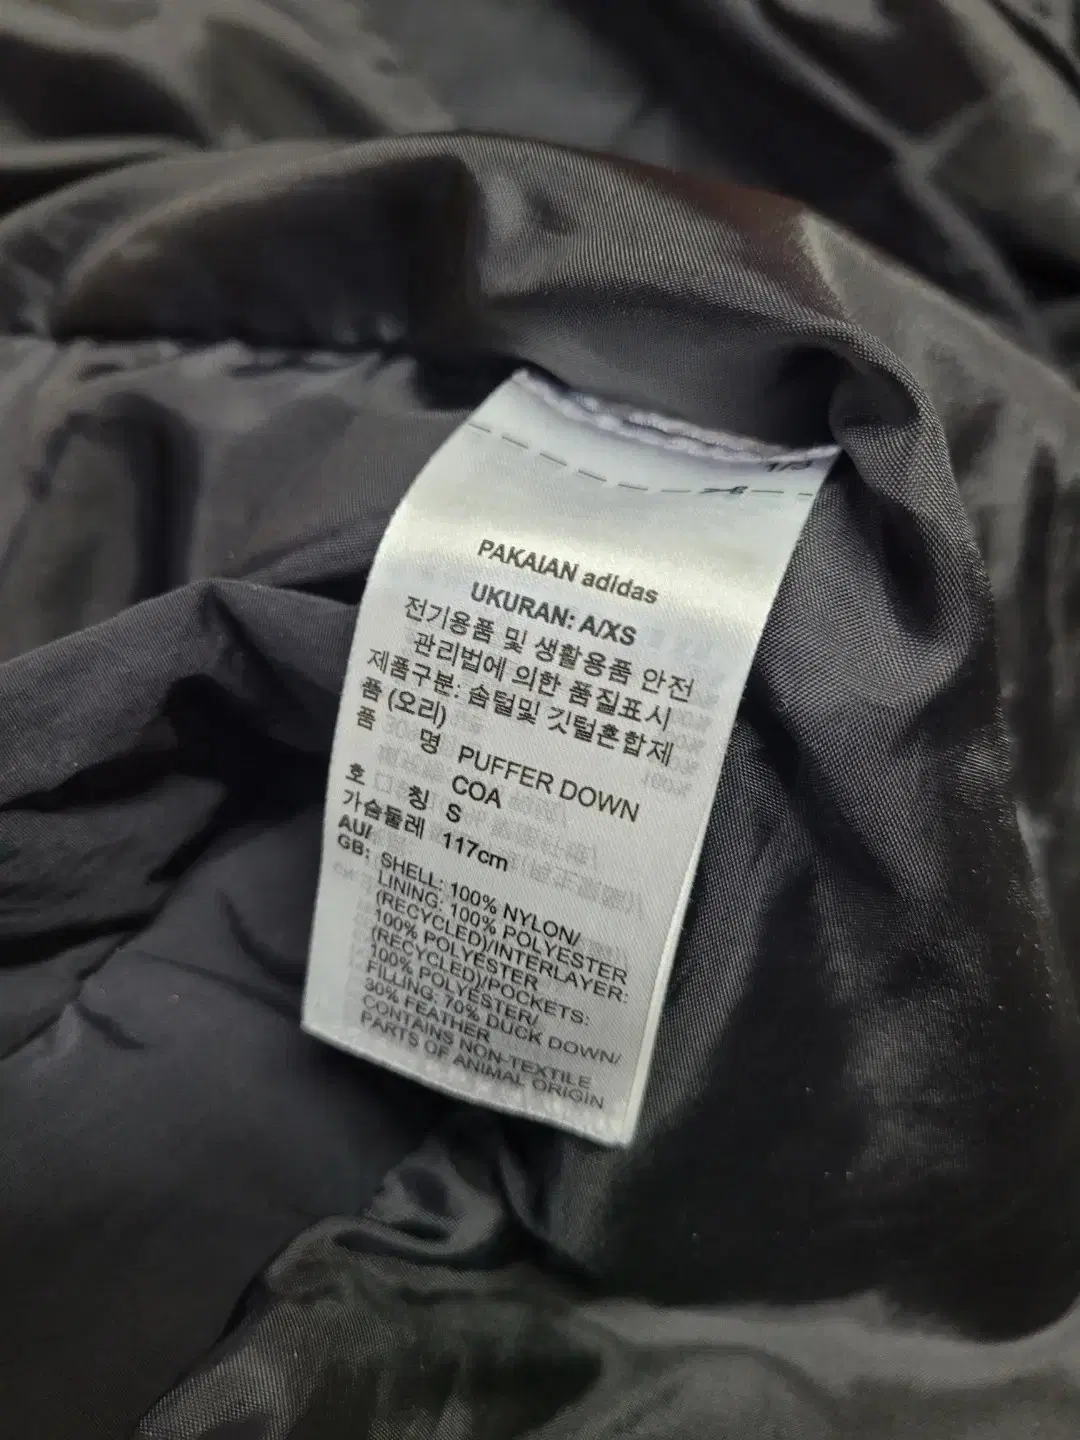 PAKAIAN adidas
UKURAN: A/XS
전기용품 및 생활용품 안전
관리법에 의한 품질표시
제품구분: 솜털및 깃털혼합제
품 (오리)
품 명 PUFFER DOWN
COA
호 칭 S
가슴둘레 117cm
AU/
GB: SHELL: 100% NYLON/
LINING: 100% POLYESTER
(RECYCLED)/INTERLAYER:
100% POLYESTER
(RECYCLED)/POCKETS:
100% POLYESTER/
FILLING: 70% DUCK DOWN/
30% FEATHER
CONTAINS NON-TEXTILE
PARTS OF ANIMAL ORIGIN